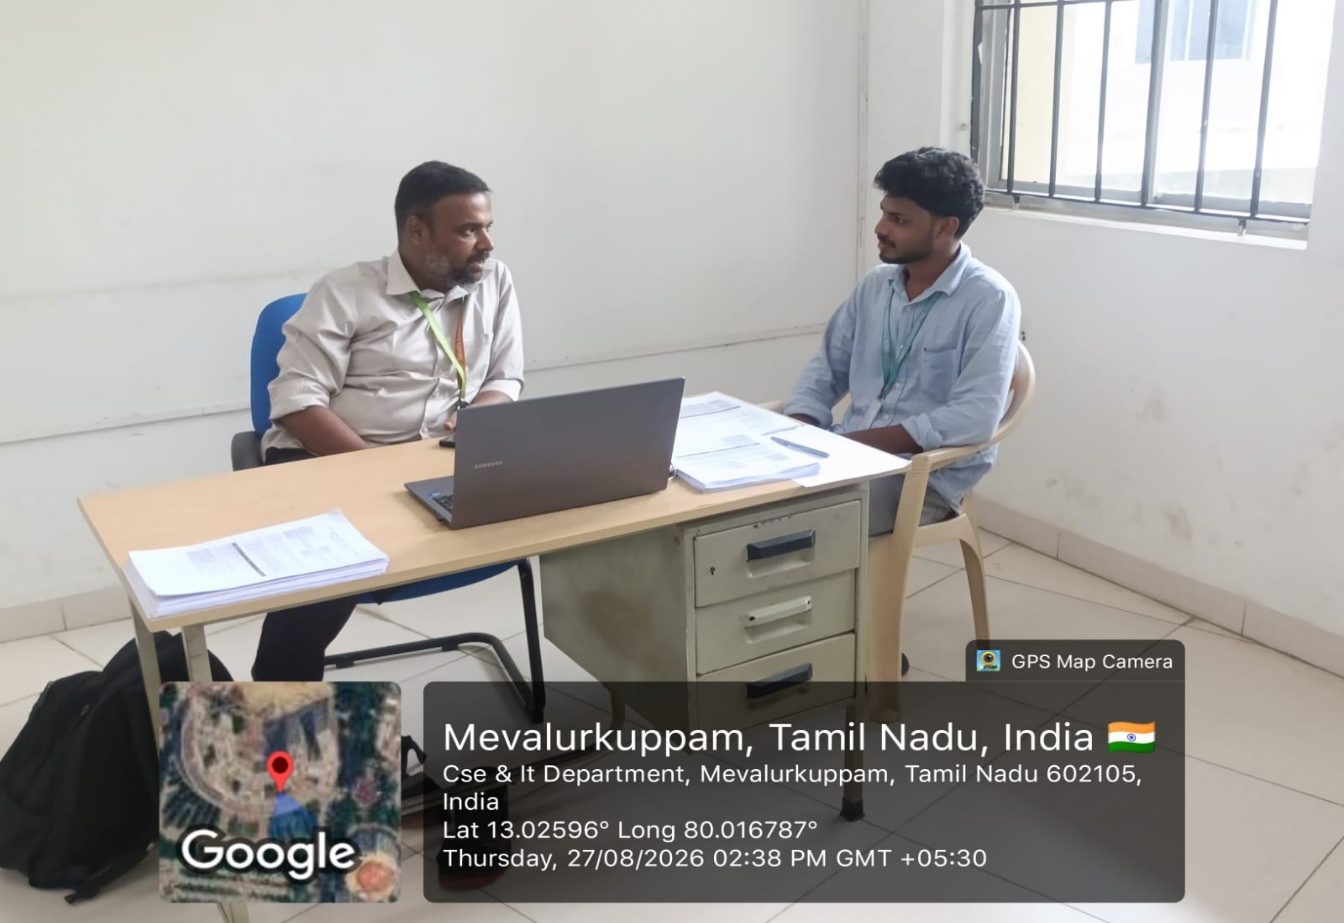 SAMSUNG
GPS Map Camera
Mevalurkuppam, Tamil Nadu, India 🇮🇳
Cse & It Department, Mevalurkuppam, Tamil Nadu 602105,
India
Lat 13.02596° Long 80.016787°
Thursday, 27/08/2026 02:38 PM GMT +05:30
Google